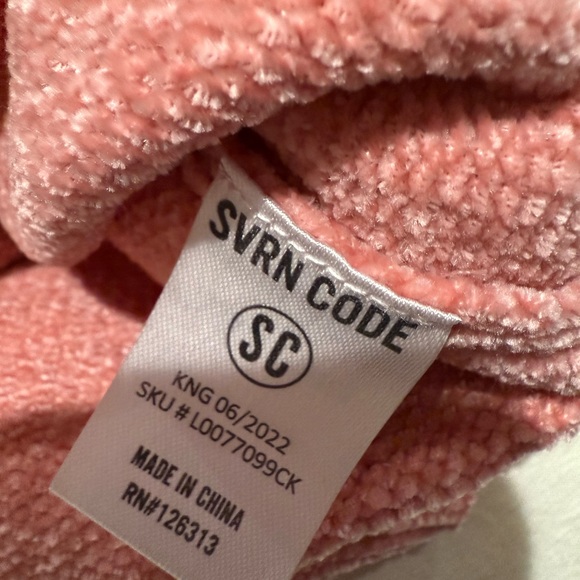 SVRN CODE
SC
KNG 06/2022
SKU # L0077099CK
MADE IN CHINA
RN#126313